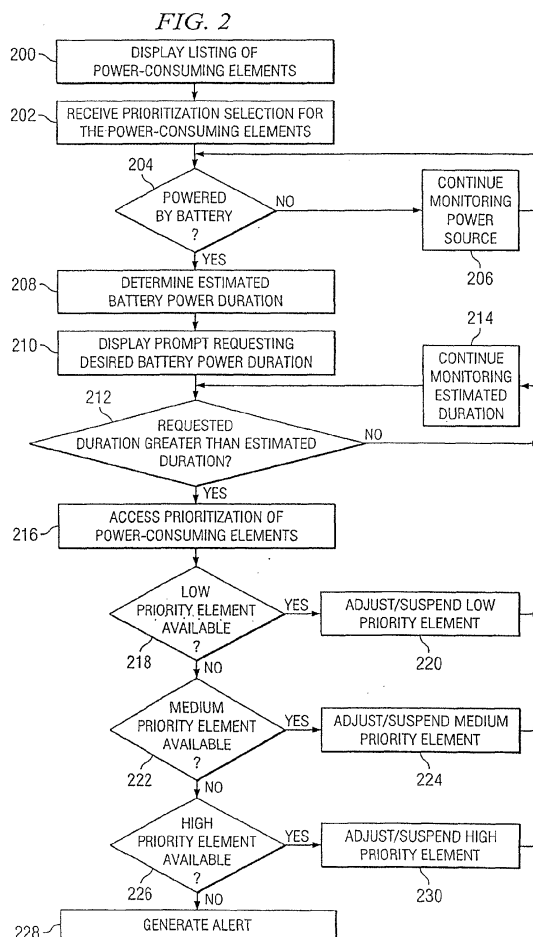 FIG. 2
200
DISPLAY LISTING OF
POWER-CONSUMING ELEMENTS
202
RECEIVE PRIORITIZATION SELECTION FOR
THE POWER-CONSUMING ELEMENTS
204
POWERED
BY BATTERY
?
NO
CONTINUE
MONITORING
POWER
SOURCE
206
YES
208
DETERMINE ESTIMATED
BATTERY POWER DURATION
210
DISPLAY PROMPT REQUESTING
DESIRED BATTERY POWER DURATION
214
CONTINUE
MONITORING
ESTIMATED
DURATION
212
REQUESTED
DURATION GREATER THAN ESTIMATED
DURATION?
NO
YES
216
ACCESS PRIORITIZATION OF
POWER-CONSUMING ELEMENTS
LOW
PRIORITY ELEMENT
AVAILABLE
?
218
YES
ADJUST/SUSPEND LOW
PRIORITY ELEMENT
220
NO
MEDIUM
PRIORITY ELEMENT
AVAILABLE
?
222
YES
ADJUST/SUSPEND MEDIUM
PRIORITY ELEMENT
224
NO
HIGH
PRIORITY ELEMENT
AVAILABLE
?
226
YES
ADJUST/SUSPEND HIGH
PRIORITY ELEMENT
230
NO
228
GENERATE ALERT